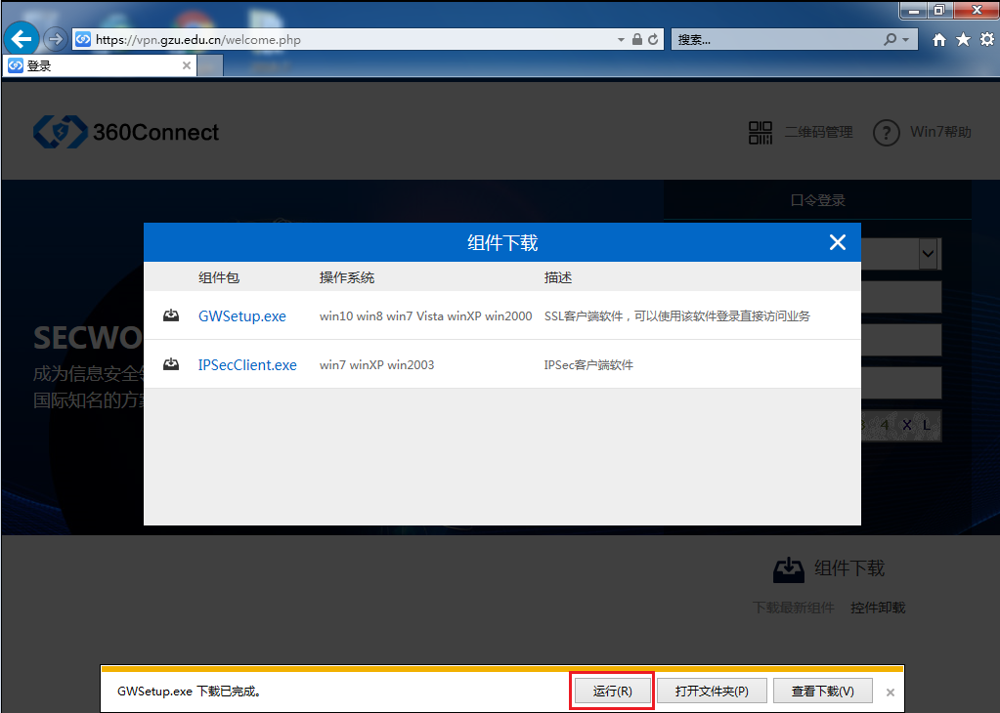 https://vpn.gzu.edu.cn/welcome.php
搜索...
登录
360Connect
二维码管理
? Win7帮助
口令登录
组件下载
组件包 操作系统 描述
GWSetup.exe win10 win8 win7 Vista winXP win2000 SSL客户端软件，可以使用该软件登录直接访问业务
IPSecClient.exe win7 winXP win2003 IPSec客户端软件
SECWO
成为信息安全
国际知名的方
4 X L
组件下载
下载最新组件 控件卸载
GWSetup.exe 下载已完成。 运行(R) 打开文件夹(P) 查看下载(V)